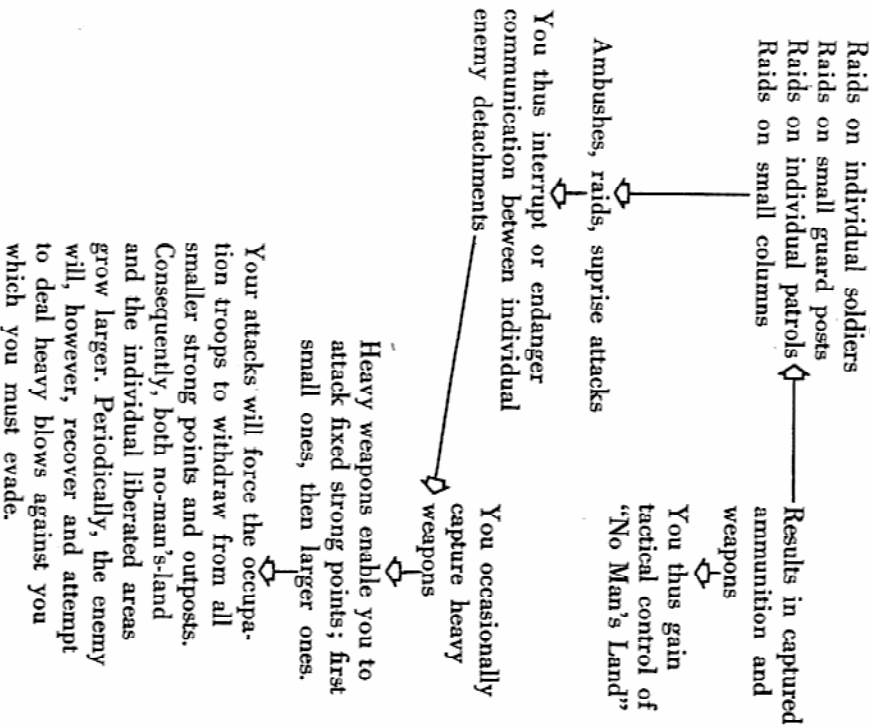 Raids on individual soldiers
Raids on small guard posts
Raids on individual patrols
Raids on small columns
Results in captured
ammunition and
weapons
You thus gain
tactical control of
“No Man’s Land”
Ambushes, raids, suprise attacks
You thus interrupt or endanger
communication between individual
enemy detachments
You occasionally
capture heavy
weapons
Heavy weapons enable you to
attack fixed strong points; first
small ones, then larger ones.
Your attacks will force the occupa-
tion troops to withdraw from all
smaller strong points and outposts.
Consequently, both no-man’s-land
and the individual liberated areas
grow larger. Periodically, the enemy
will, however, recover and attempt
to deal heavy blows against you
which you must evade.